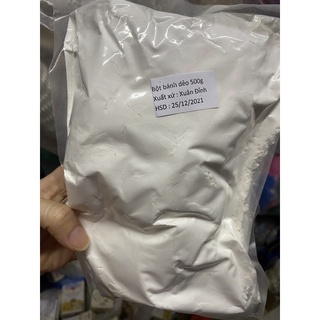 Bột bánh dẻo 500g
Xuất xứ : Xuân Đỉnh
HSD : 25/12/2021